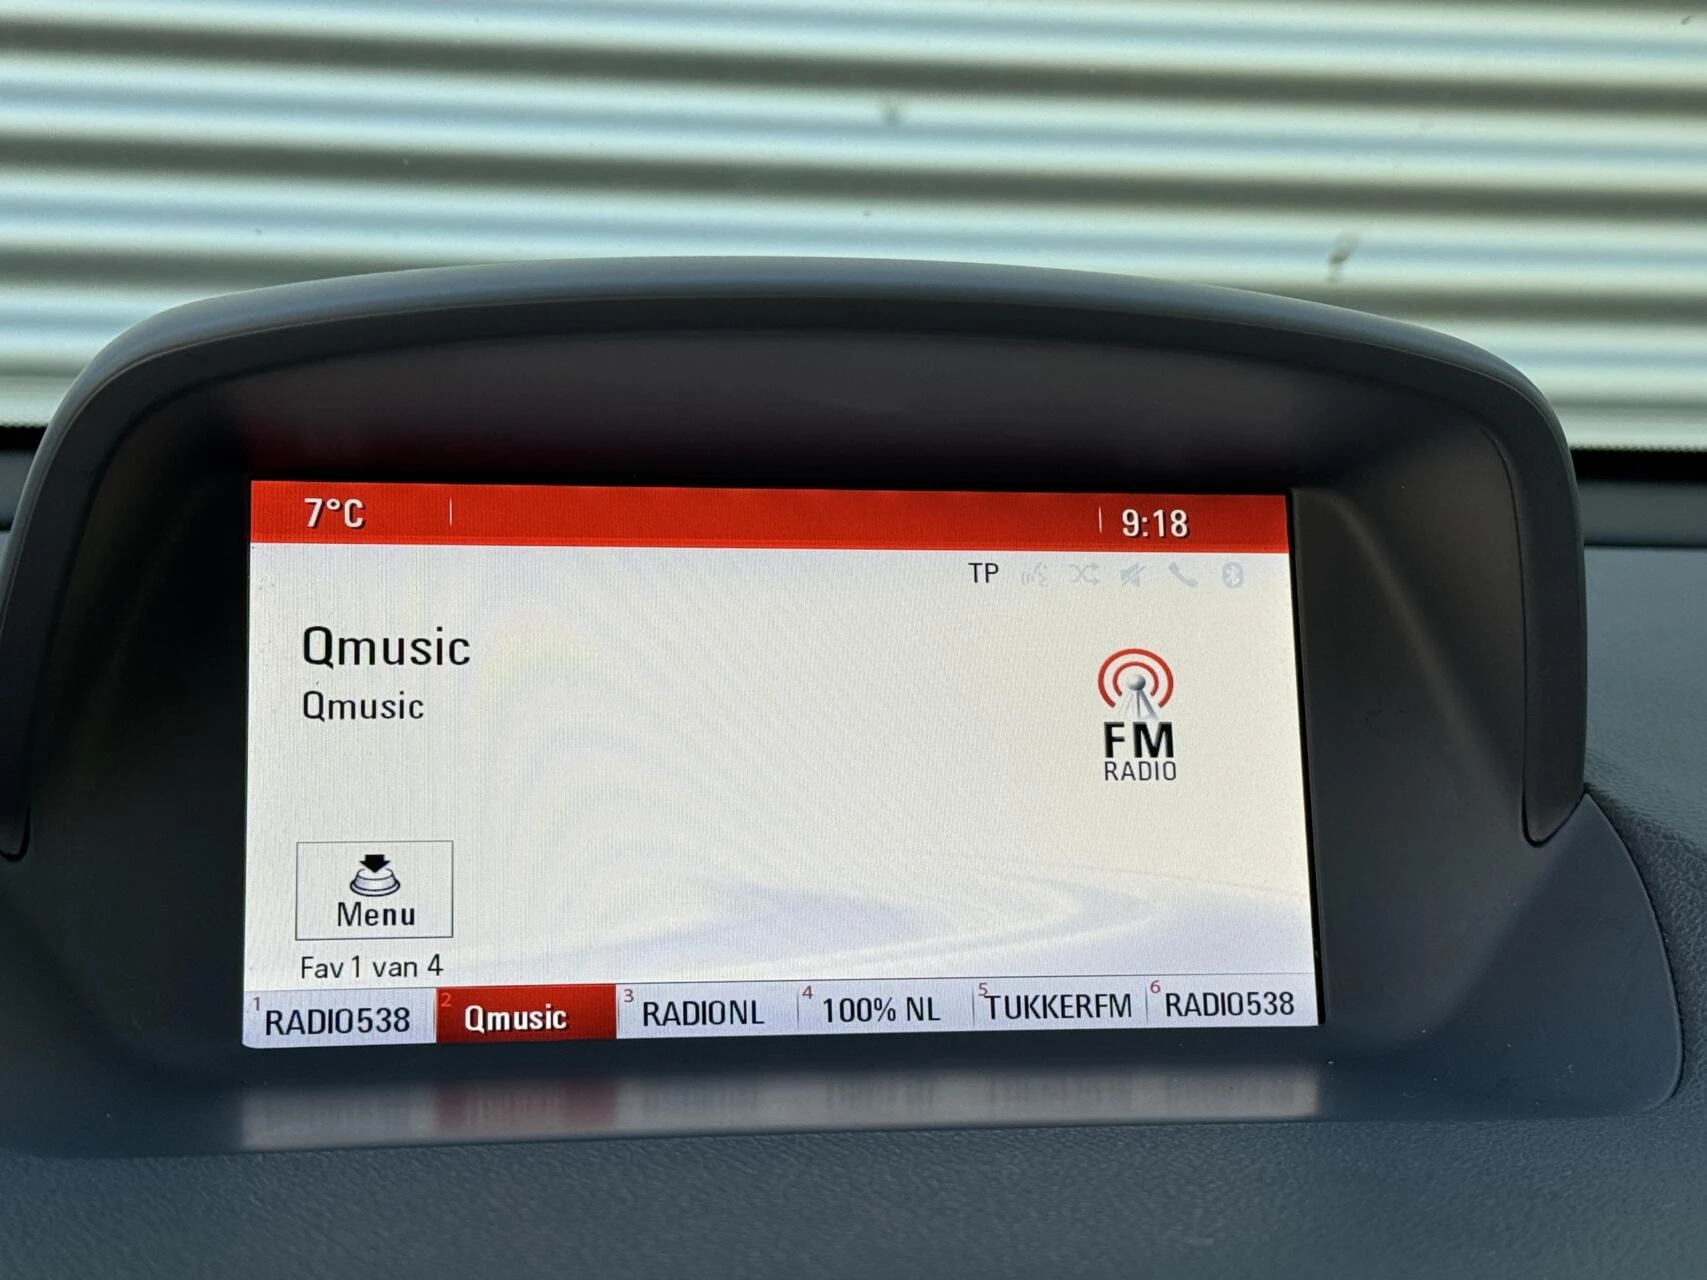 7°C 9:18
TP
Qmusic
Qmusic
FM
RADIO
Menu
Fav 1 van 4
1 RADIO538 2 Qmusic 3 RADIONL 4 100% NL 5 TUKKERFM 6 RADIO538